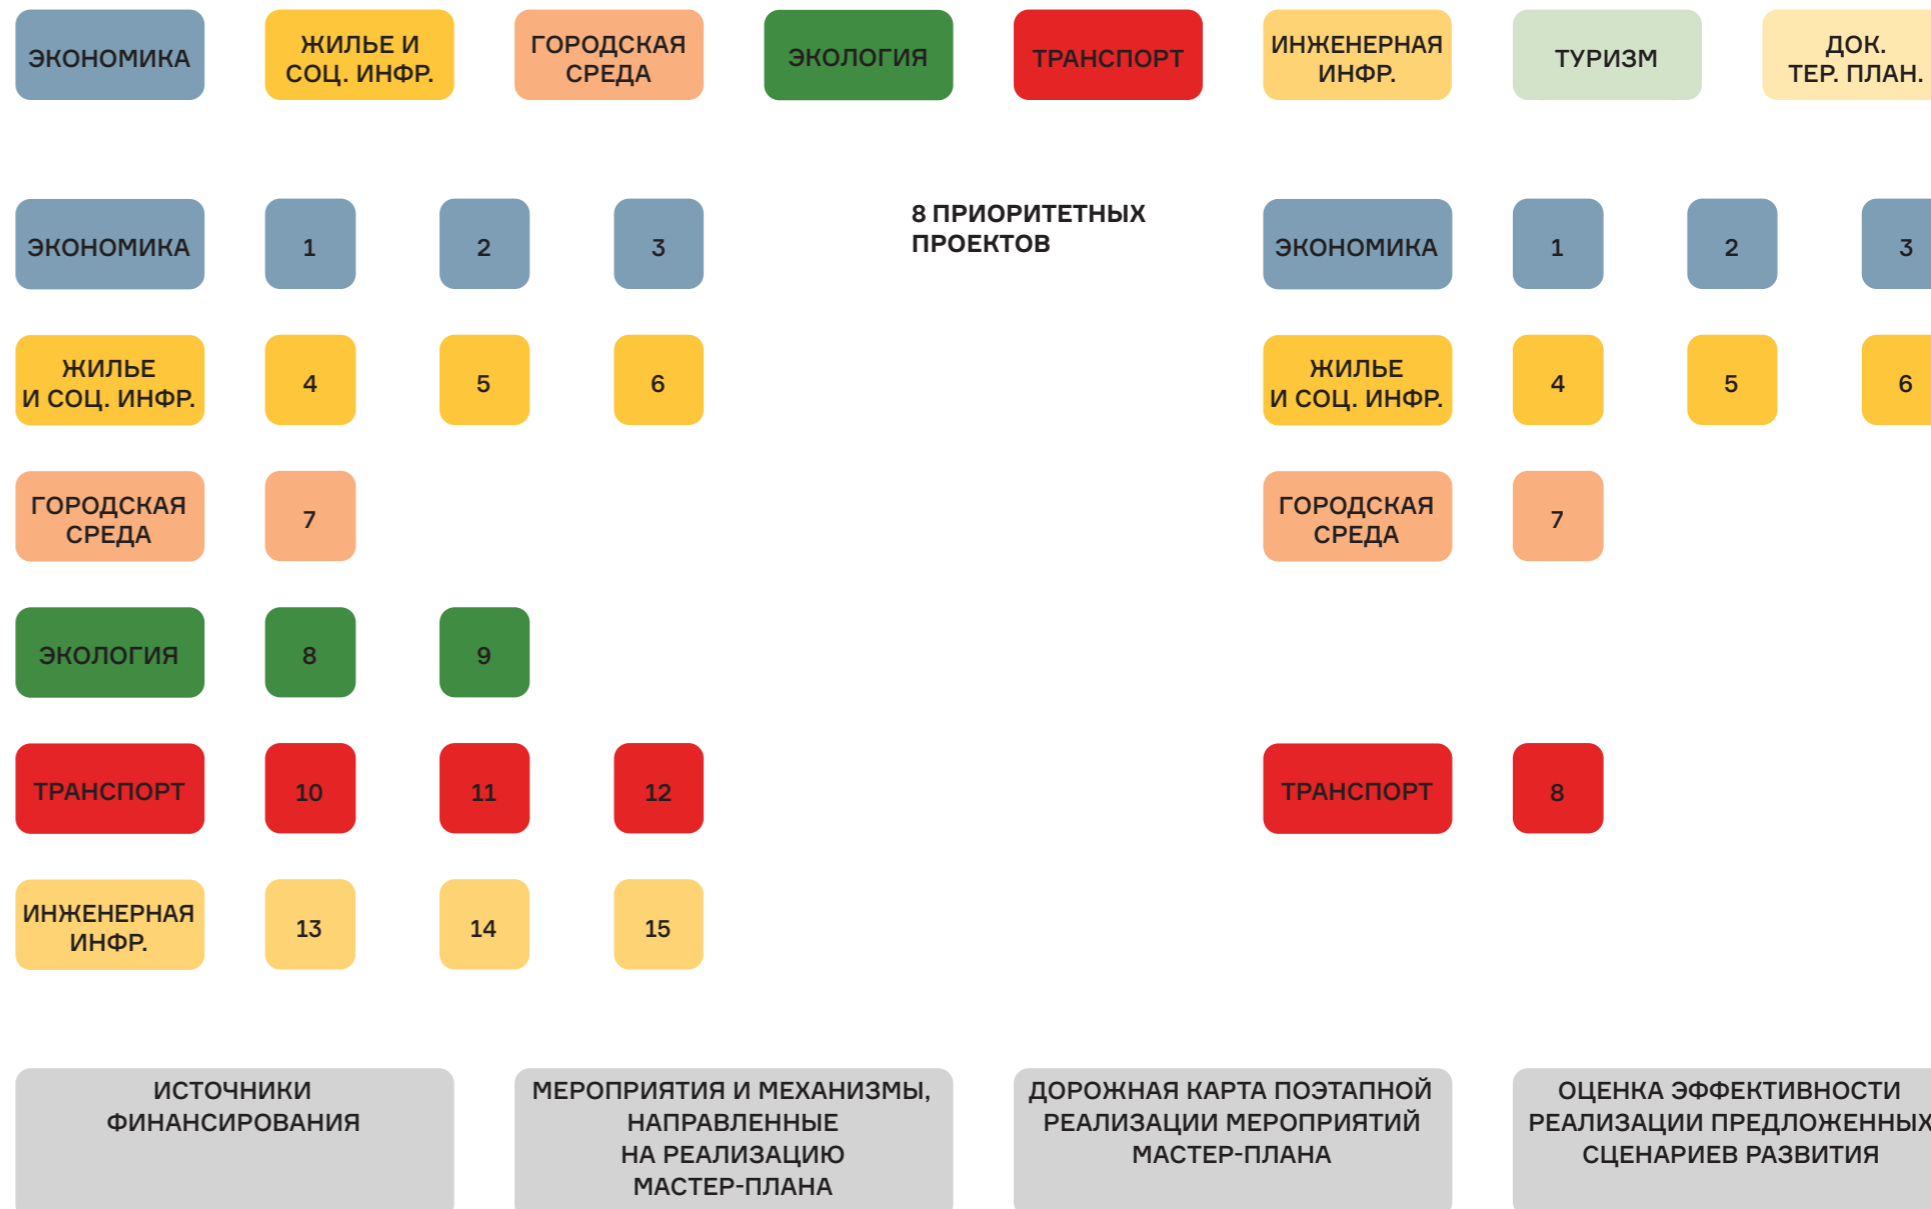 ЭКОНОМИКА
ЖИЛЬЕ И
СОЦ. ИНФР.
ГОРОДСКАЯ
СРЕДА
ЭКОЛОГИЯ
ТРАНСПОРТ
ИНЖЕНЕРНАЯ
ИНФР.
ТУРИЗМ
ДОК.
ТЕР. ПЛАН.
ЭКОНОМИКА
1
2
3
8 ПРИОРИТЕТНЫХ
ПРОЕКТОВ
ЭКОНОМИКА
1
2
3
ЖИЛЬЕ
И СОЦ. ИНФР.
4
5
6
ЖИЛЬЕ
И СОЦ. ИНФР.
4
5
6
ГОРОДСКАЯ
СРЕДА
7
ГОРОДСКАЯ
СРЕДА
7
ЭКОЛОГИЯ
8
9
ТРАНСПОРТ
10
11
12
ТРАНСПОРТ
8
ИНЖЕНЕРНАЯ
ИНФР.
13
14
15
ИСТОЧНИКИ
ФИНАНСИРОВАНИЯ
МЕРОПРИЯТИЯ И МЕХАНИЗМЫ,
НАПРАВЛЕННЫЕ
НА РЕАЛИЗАЦИЮ
МАСТЕР-ПЛАНА
ДОРОЖНАЯ КАРТА ПОЭТАПНОЙ
РЕАЛИЗАЦИИ МЕРОПРИЯТИЙ
МАСТЕР-ПЛАНА
ОЦЕНКА ЭФФЕКТИВНОСТИ
РЕАЛИЗАЦИИ ПРЕДЛОЖЕННЫХ
СЦЕНАРИЕВ РАЗВИТИЯ